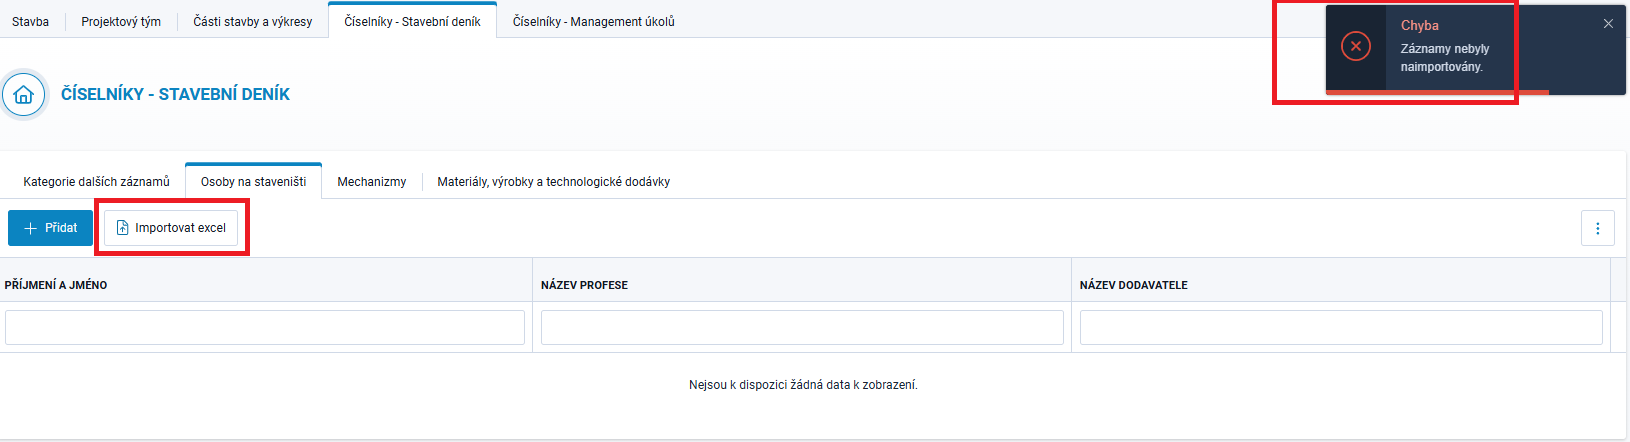 Stavba
Projektový tým
Části stavby a výkresy
Číselníky - Stavební deník
Číselníky - Management úkolů
Chyba
Záznamy nebyly
naimportovány.
ČÍSELNÍKY - STAVEBNÍ DENÍK
Kategorie dalších záznamů
Osoby na staveništi
Mechanizmy
Materiály, výrobky a technologické dodávky
Přidat
Importovat excel
PŘÍJMENÍ A JMÉNO
NÁZEV PROFESE
NÁZEV DODAVATELE
Nejsou k dispozici žádná data k zobrazení.